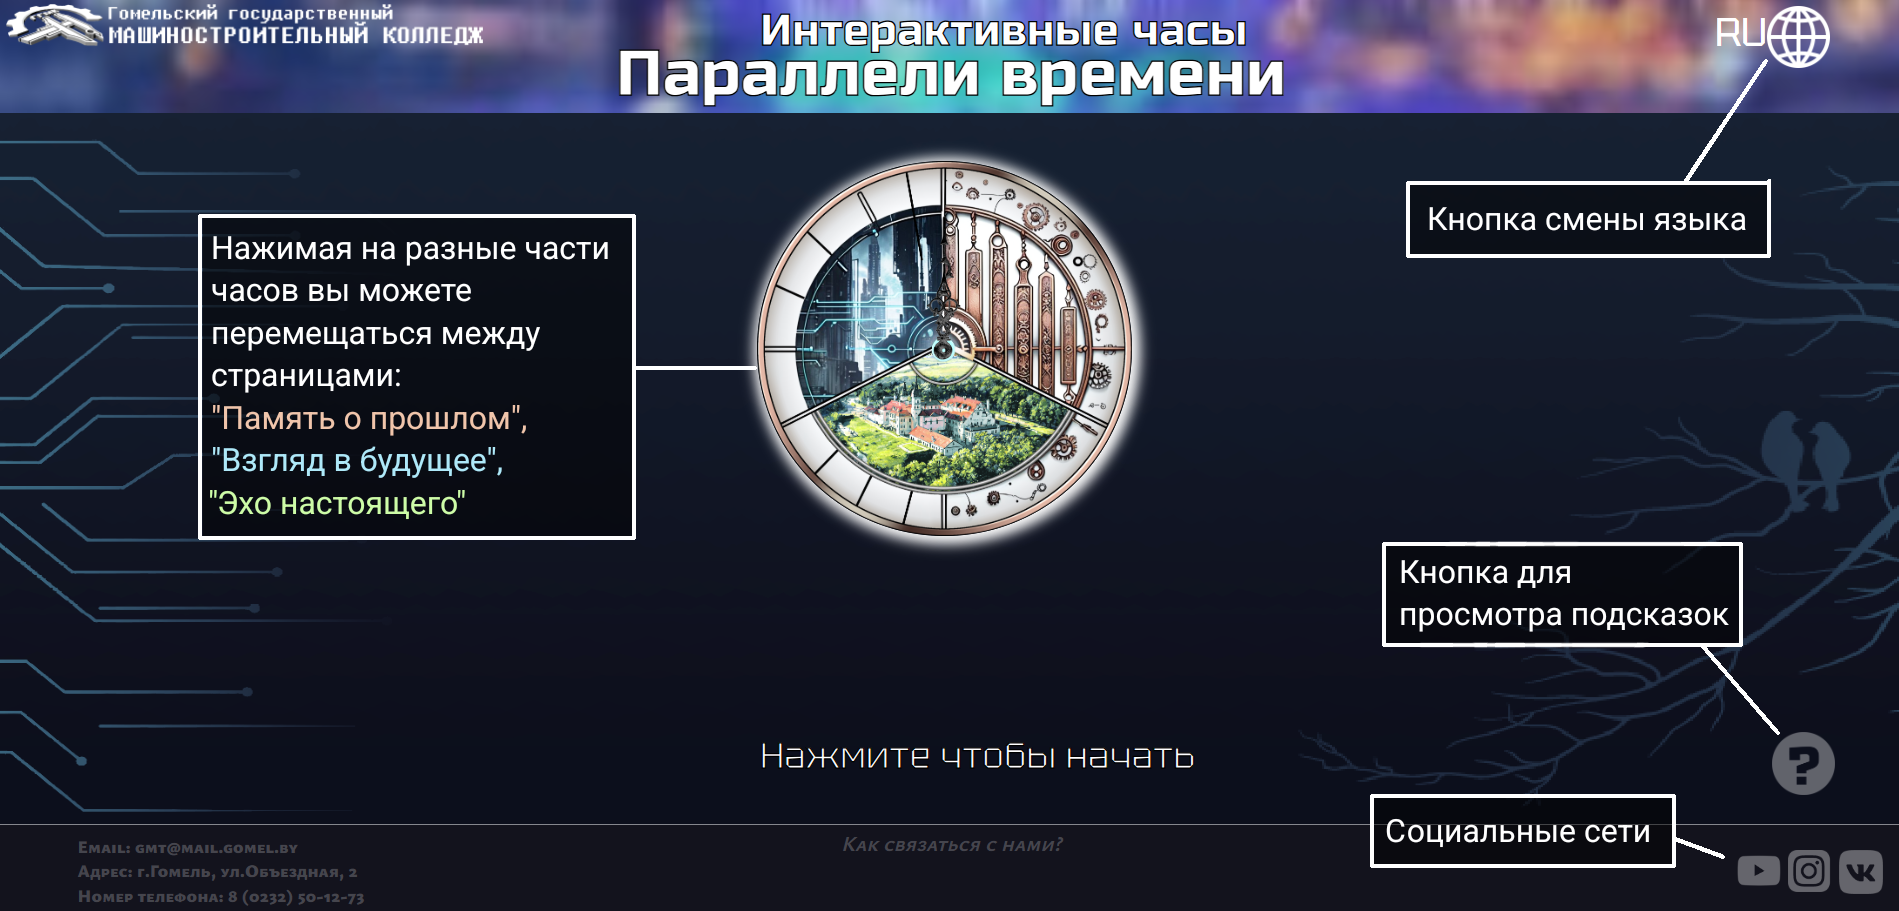 Гомельский государственный
МАШИНОСТРОИТЕЛЬНЫЙ КОЛЛЕДЖ
Интерактивные часы
Параллели времени
RU
Кнопка смены языка
Нажимая на разные части
часов вы можете
перемещаться между
страницами:
"Память о прошлом",
"Взгляд в будущее",
"Эхо настоящего"
Кнопка для
просмотра подсказок
Нажмите чтобы начать
?
Социальные сети
Как связаться с нами?
Email: gmt@mail.gomel.by
Адрес: г.Гомель, ул.Объездная, 2
Номер телефона: 8 (0232) 50-12-73